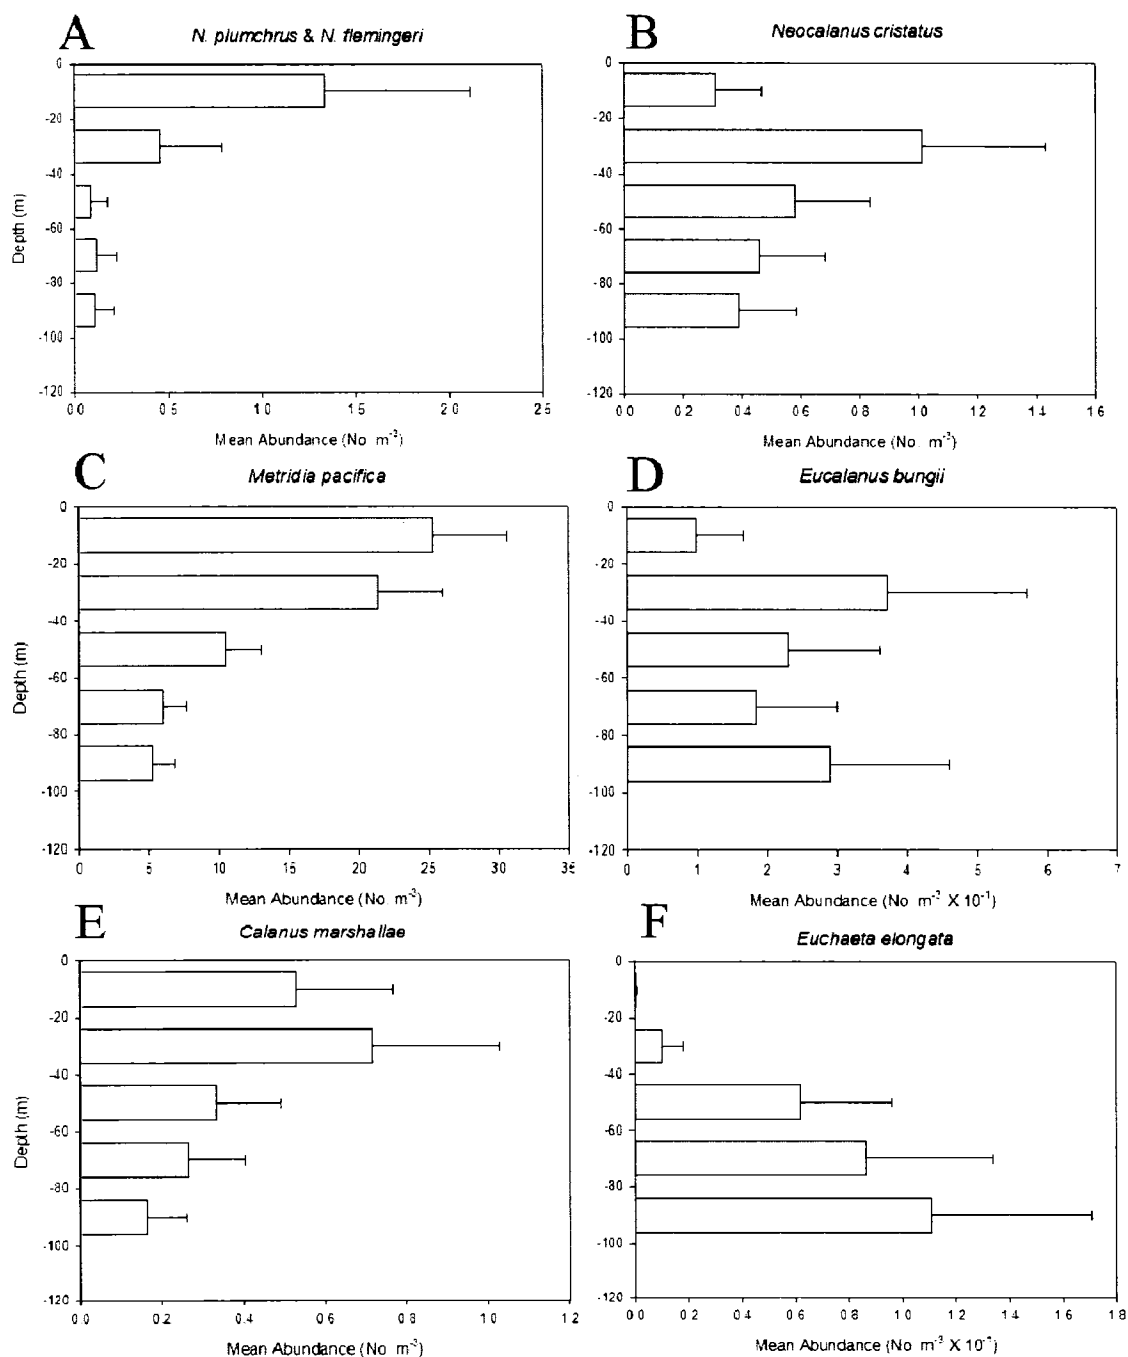 A
N. plumchrus & N. flemingeri
0
-20
-40
-60
-80
-100
-120
Depth (m)
0.0 0.5 1.0 1.5 2.0 2.5
Mean Abundance (No. m⁻³)
B
Neocalanus cristatus
0
-20
-40
-60
-80
-100
-120
0.0 0.2 0.4 0.6 0.8 1.0 1.2 1.4 1.6
Mean Abundance (No. m⁻³)
C
Metridia pacifica
0
-20
-40
-60
-80
-100
-120
Depth (m)
0 5 10 15 20 25 30 35
Mean Abundance (No. m⁻³)
D
Eucalanus bungii
0
-20
-40
-60
-80
-100
-120
0 1 2 3 4 5 6 7
Mean Abundance (No. m⁻³ X 10⁻¹)
E
Calanus marshallae
0
-20
-40
-60
-80
-100
-120
Depth (m)
0.0 0.2 0.4 0.6 0.8 1.0 1.2
Mean Abundance (No. m⁻³)
F
Euchaeta elongata
0
-20
-40
-60
-80
-100
-120
0.0 0.2 0.4 0.6 0.8 1.0 1.2 1.4 1.6 1.8
Mean Abundance (No. m⁻³ X 10⁻¹)